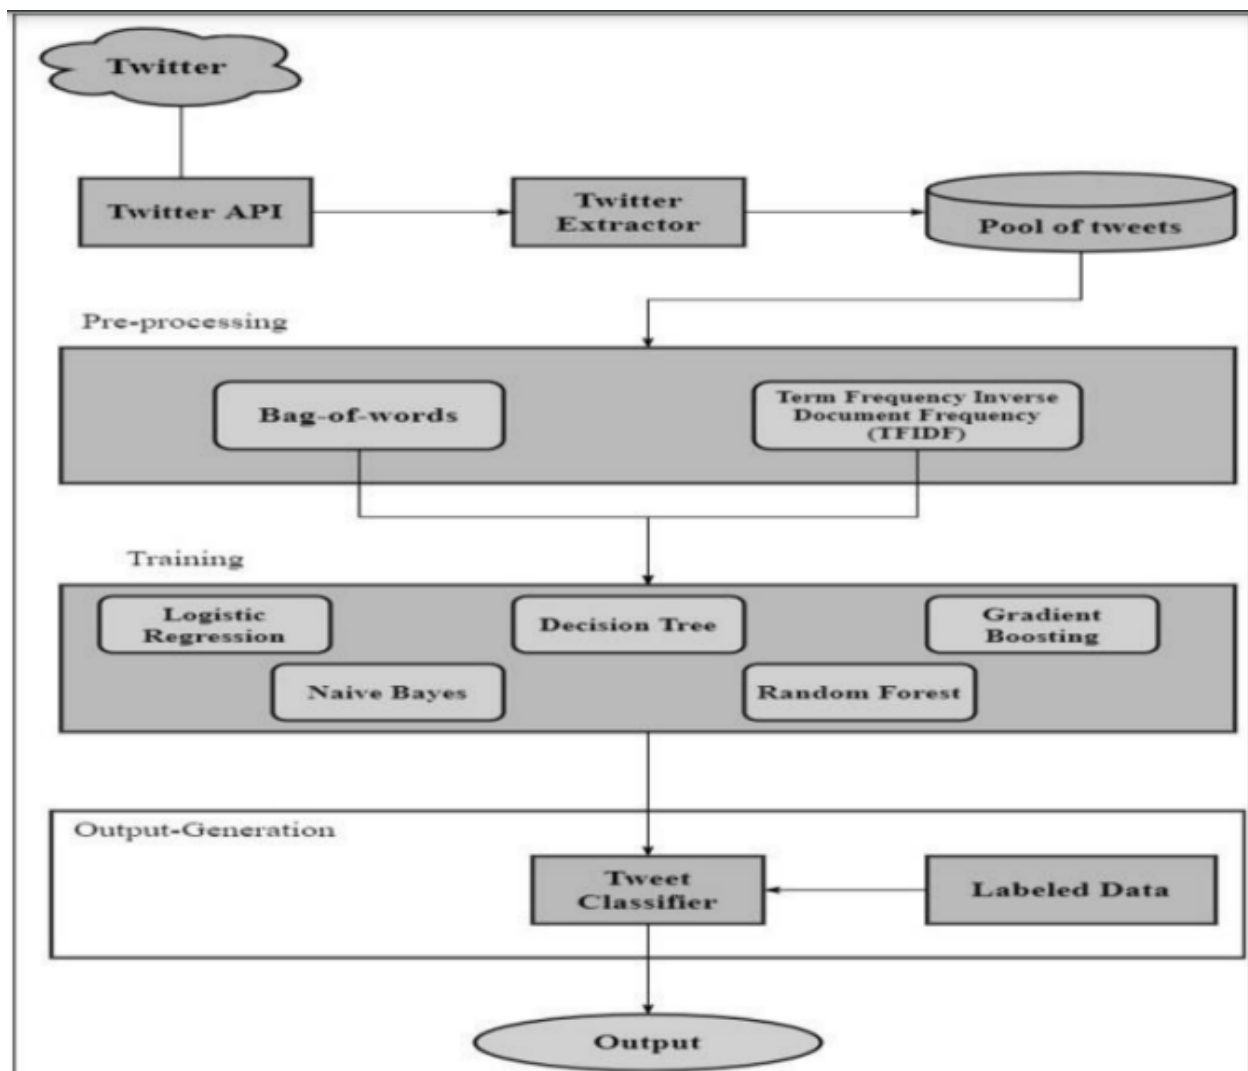 Twitter
Twitter API
Twitter
Extractor
Pool of tweets
Pre-processing
Bag-of-words
Term Frequency Inverse
Document Frequency
(TFIDF)
Training
Logistic
Regression
Decision Tree
Gradient
Boosting
Naive Bayes
Random Forest
Output-Generation
Tweet
Classifier
Labeled Data
Output